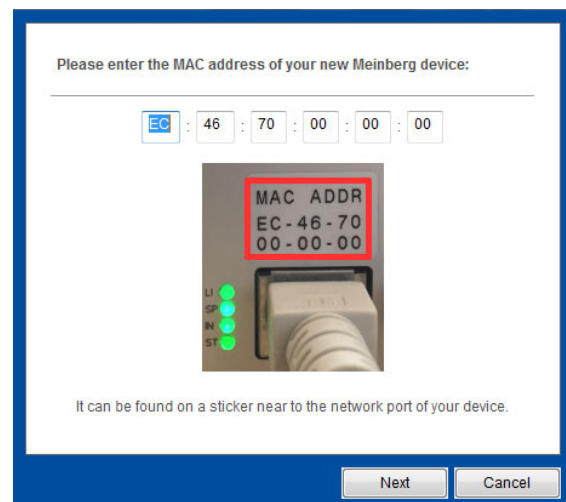 Please enter the MAC address of your new Meinberg device:
EC : 46 : 70 : 00 : 00 : 00
MAC ADDR
EC-46-70
00-00-00
LI
SP
IN
ST
It can be found on a sticker near to the network port of your device.
Next Cancel